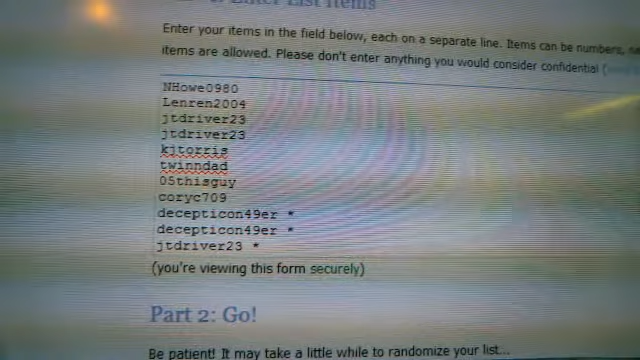 Enter List Items
Enter your items in the field below, each on a separate line. Items can be numbers,
items are allowed. Please don't enter anything you would consider confidential (
NHowe0980
Lenren2004
jtdriver23
jtdriver23
kjtorris
twinndad
05thisguy
coryc709
decepticon49er *
decepticon49er *
jtdriver23 *
(you're viewing this form securely)
Part 2: Go!
Be patient! It may take a little while to randomize your list...